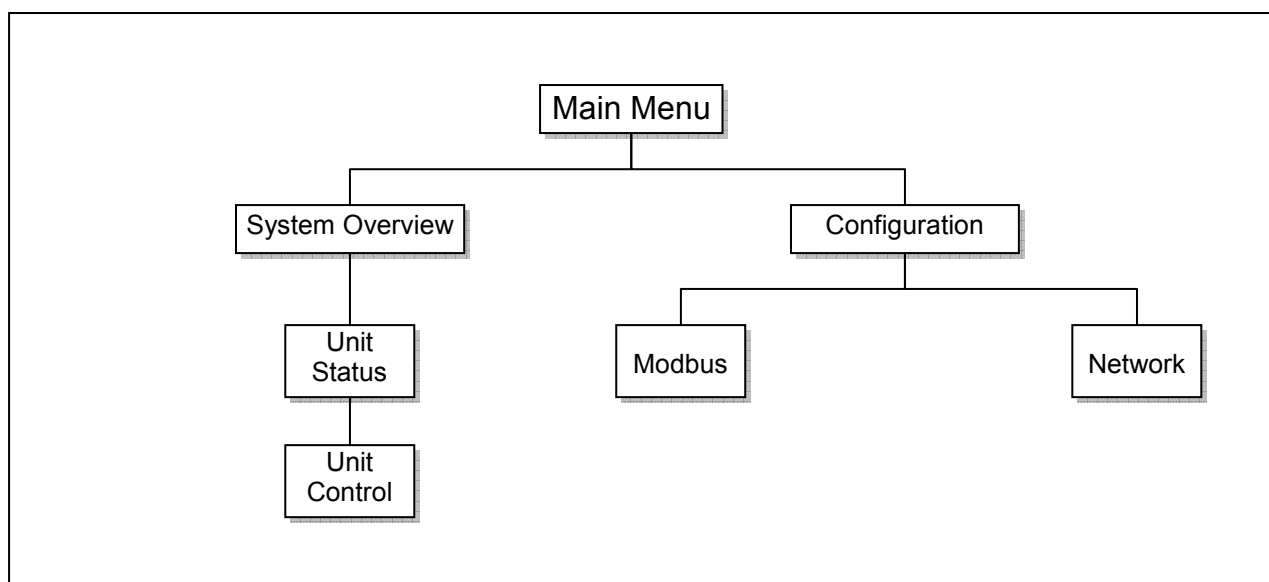 Main Menu
System Overview
Configuration
Unit
Status
Modbus
Network
Unit
Control